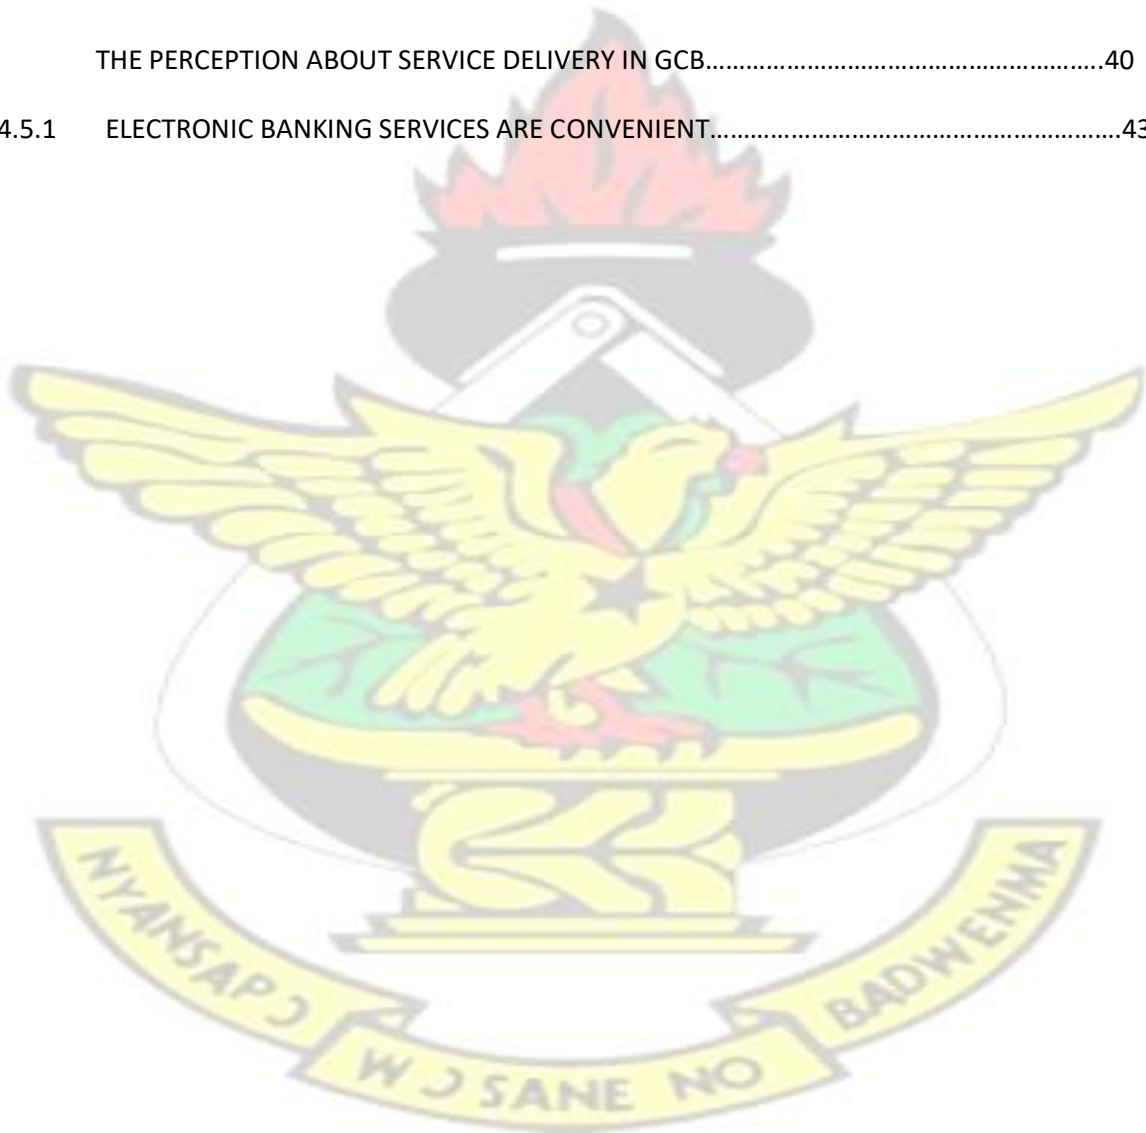 THE PERCEPTION ABOUT SERVICE DELIVERY IN GCB……………………………………………………..40
4.5.1 ELECTRONIC BANKING SERVICES ARE CONVENIENT………………………………………………………43
NYANSAPƆ
WƆSANE NO
BADWENMA